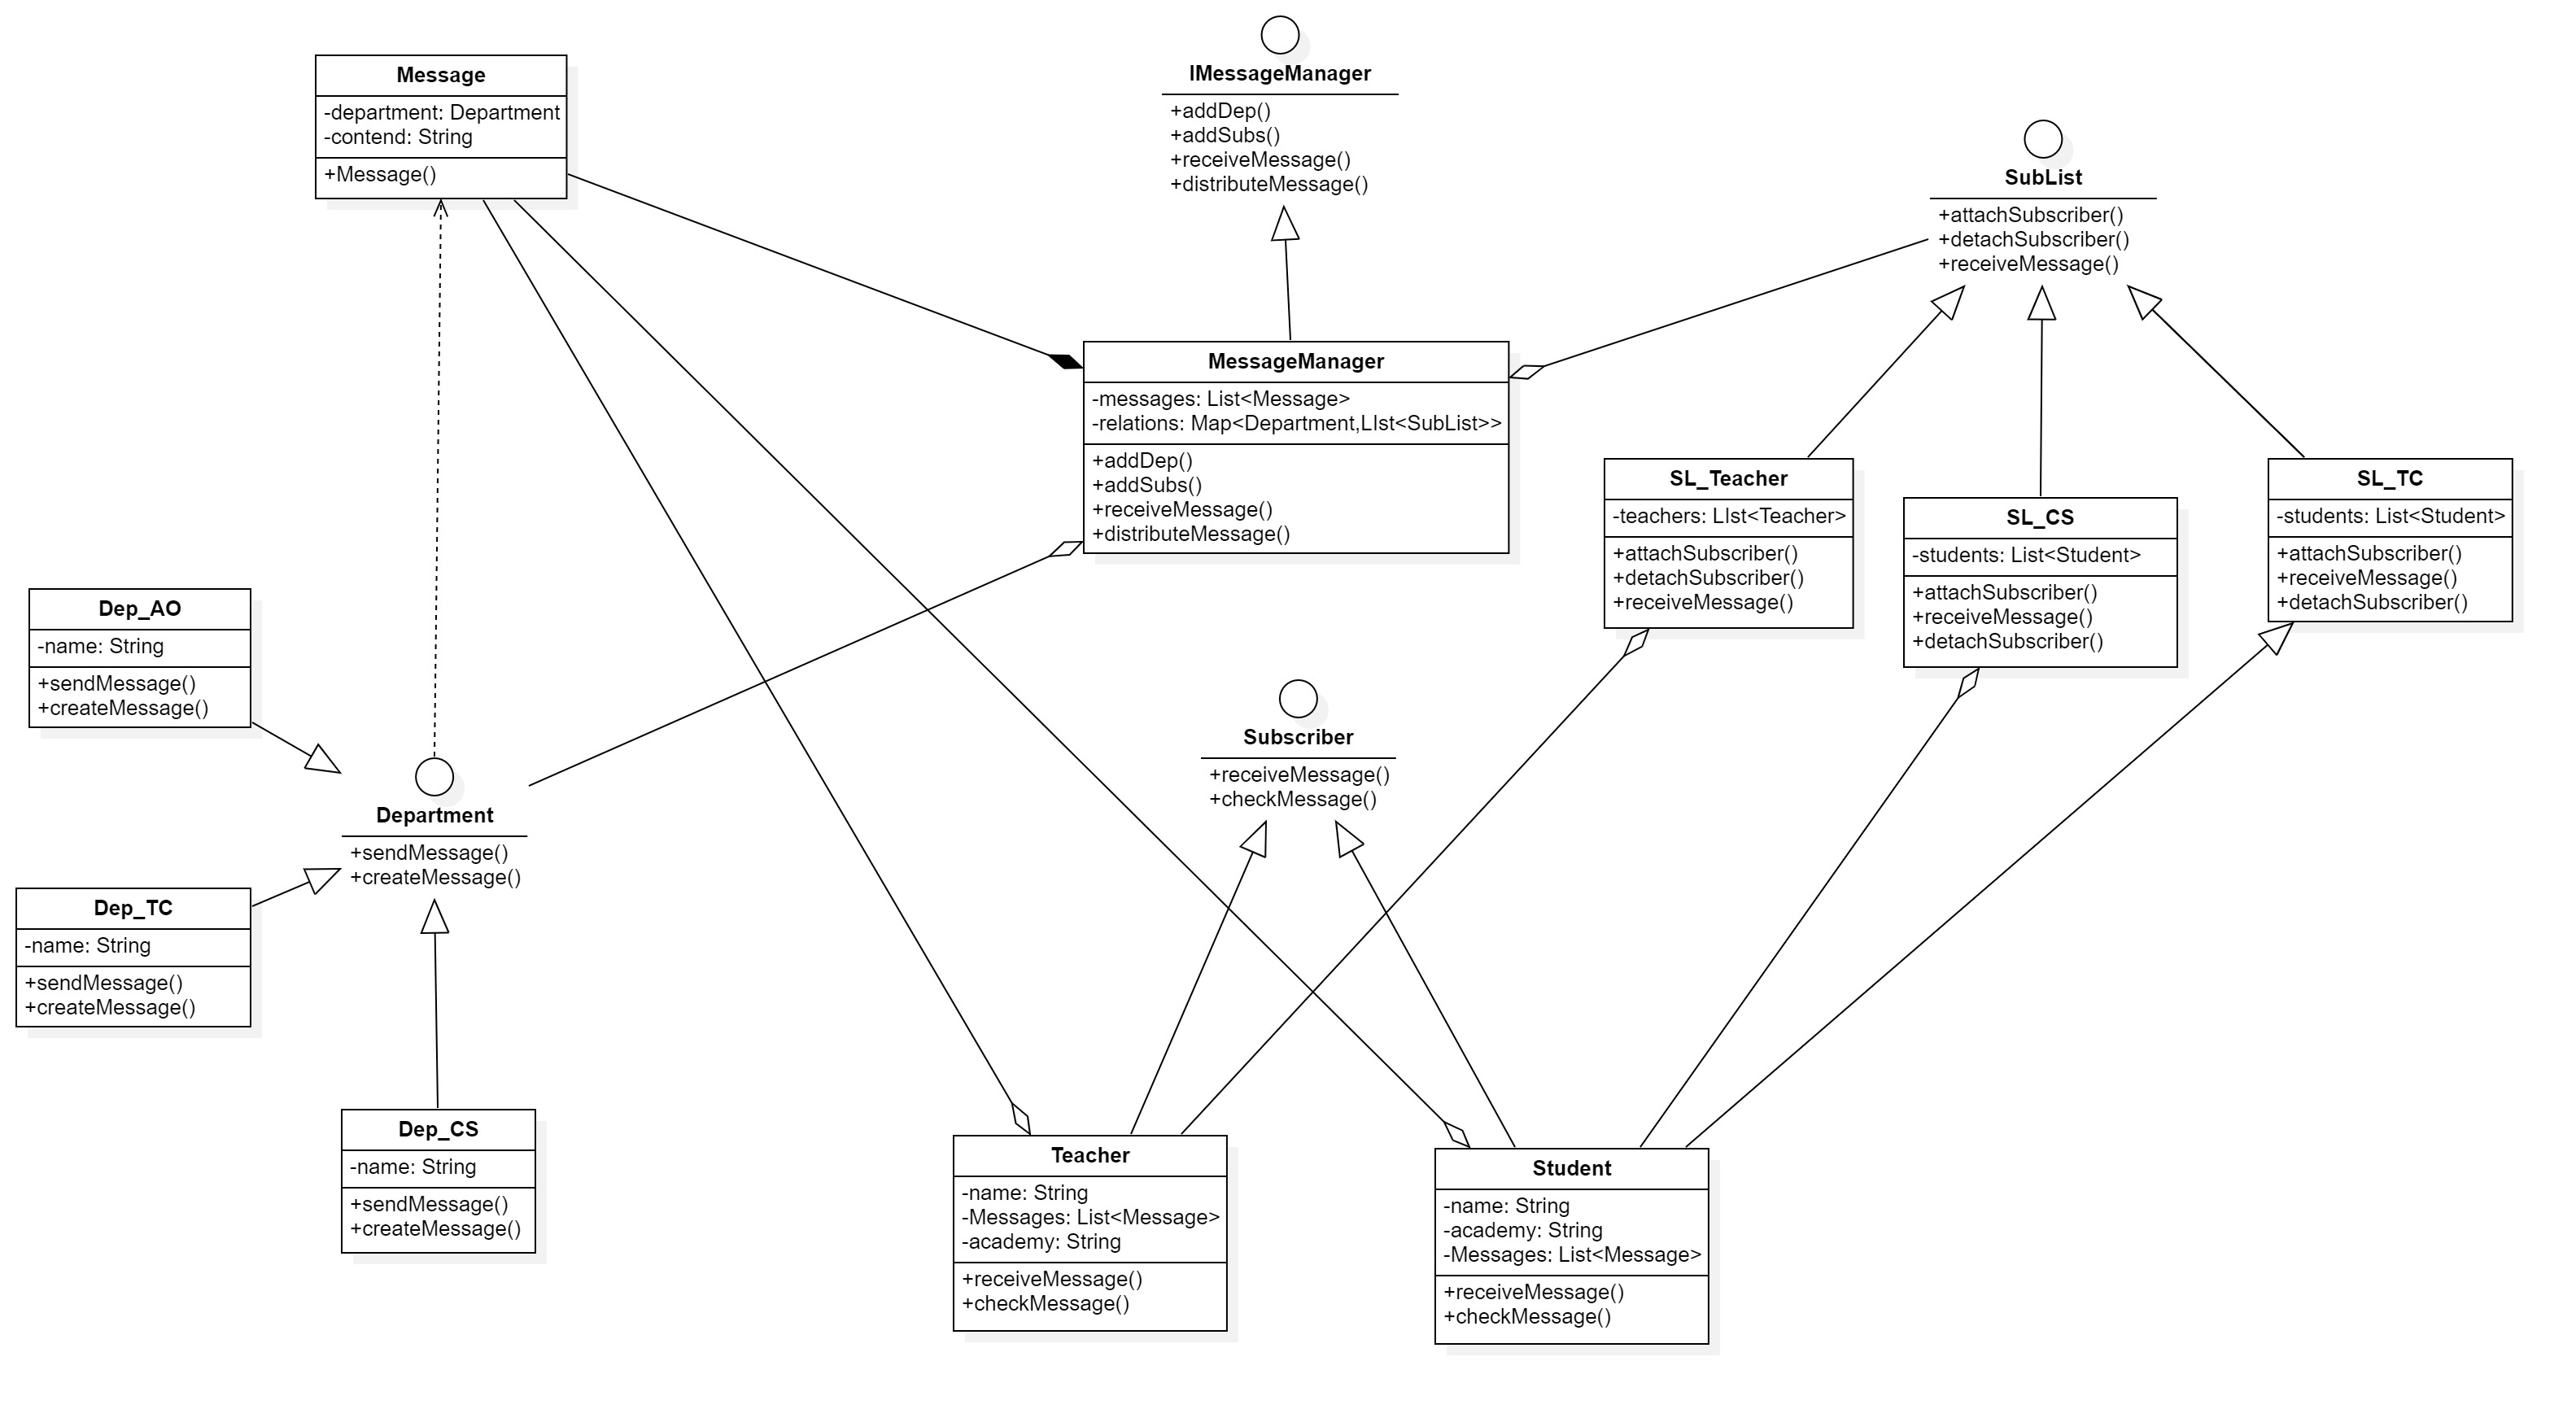 Message
-department: Department
-contend: String
+Message()
IMessageManager
+addDep()
+addSubs()
+receiveMessage()
+distributeMessage()
SubList
+attachSubscriber()
+detachSubscriber()
+receiveMessage()
MessageManager
-messages: List<Message>
-relations: Map<Department,LIst<SubList>>
+addDep()
+addSubs()
+receiveMessage()
+distributeMessage()
SL_Teacher
-teachers: LIst<Teacher>
+attachSubscriber()
+detachSubscriber()
+receiveMessage()
SL_CS
-students: List<Student>
+attachSubscriber()
+receiveMessage()
+detachSubscriber()
SL_TC
-students: List<Student>
+attachSubscriber()
+receiveMessage()
+detachSubscriber()
Dep_AO
-name: String
+sendMessage()
+createMessage()
Subscriber
+receiveMessage()
+checkMessage()
Department
+sendMessage()
+createMessage()
Dep_TC
-name: String
+sendMessage()
+createMessage()
Dep_CS
-name: String
+sendMessage()
+createMessage()
Teacher
-name: String
-Messages: List<Message>
-academy: String
+receiveMessage()
+checkMessage()
Student
-name: String
-academy: String
-Messages: List<Message>
+receiveMessage()
+checkMessage()